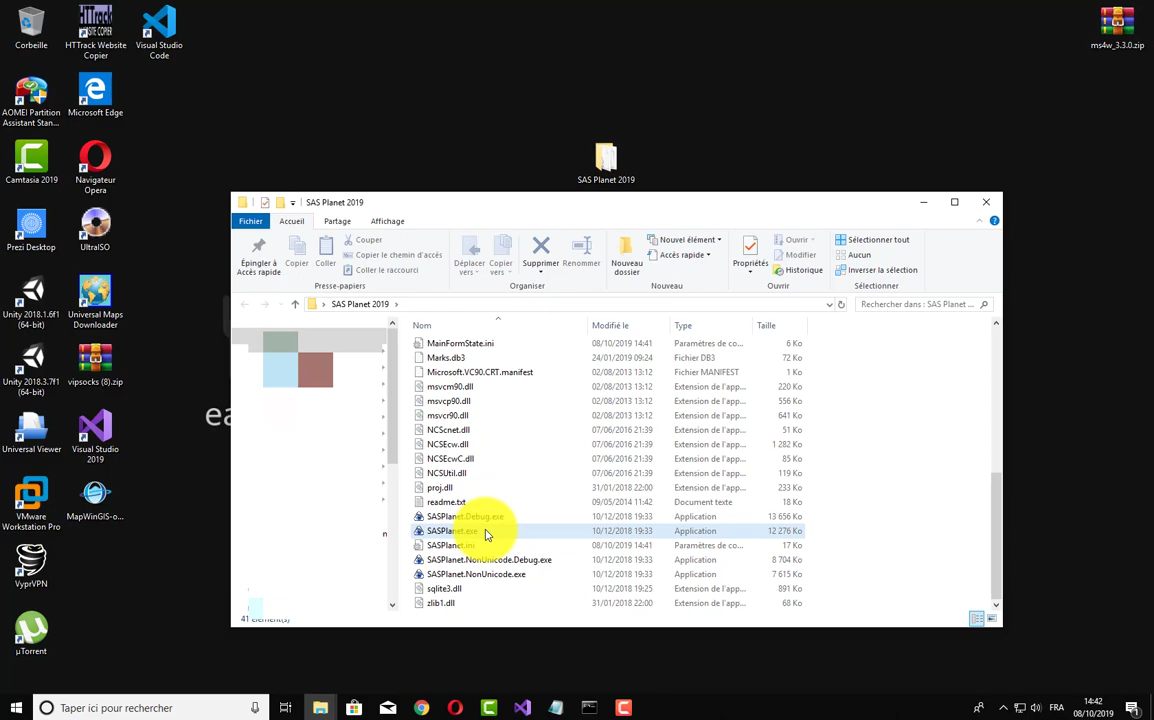 Corbeille
HTTrack Website
Copier
Visual Studio
Code
ms4w_3.3.0.zip
AOMEI Partition
Assistant Stan...
Microsoft Edge
Camtasia 2019
Navigateur
Opera
SAS Planet 2019
Prezi Desktop
UltraISO
Unity 2018.1.6f1
(64-bit)
Universal Maps
Downloader
Unity 2018.3.7f1
(64-bit)
vipsocks (8).zip
Universal Viewer
Visual Studio
2019
VMware
Workstation Pro
MapWinGIS-o...
VyprVPN
µTorrent
ea
SAS Planet 2019
Fichier
Accueil
Partage
Affichage
Épingler à
Accès rapide
Copier
Coller
Couper
Copier le chemin d'accès
Coller le raccourci
Presse-papiers
Déplacer
vers
Copier
vers
Supprimer
Renommer
Organiser
Nouveau
dossier
Nouvel élément
Accès rapide
Nouveau
Propriétés
Ouvrir
Modifier
Historique
Ouvrir
Sélectionner tout
Aucun
Inverser la sélection
Sélectionner
SAS Planet 2019
Rechercher dans : SAS Planet ...
Nom Modifié le Type Taille
MainFormState.ini 08/10/2019 14:41 Paramètres de co... 6 Ko
Marks.db3 24/01/2019 09:24 Fichier DB3 72 Ko
Microsoft.VC90.CRT.manifest 02/08/2013 13:12 Fichier MANIFEST 1 Ko
msvcm90.dll 02/08/2013 13:12 Extension de l'app... 220 Ko
msvcp90.dll 02/08/2013 13:12 Extension de l'app... 556 Ko
msvcr90.dll 02/08/2013 13:12 Extension de l'app... 641 Ko
NCScnet.dll 07/06/2016 21:39 Extension de l'app... 51 Ko
NCSEcw.dll 07/06/2016 21:39 Extension de l'app... 1 282 Ko
NCSEcwC.dll 07/06/2016 21:39 Extension de l'app... 85 Ko
NCSUtil.dll 07/06/2016 21:39 Extension de l'app... 119 Ko
proj.dll 31/01/2018 22:00 Extension de l'app... 233 Ko
readme.txt 09/05/2014 11:42 Document texte 18 Ko
SASPlanet.Debug.exe 10/12/2018 19:33 Application 13 656 Ko
SASPlanet.exe 10/12/2018 19:33 Application 12 276 Ko
SASPlanet.ini 08/10/2019 14:41 Paramètres de co... 17 Ko
SASPlanet.NonUnicode.Debug.exe 10/12/2018 19:33 Application 8 704 Ko
SASPlanet.NonUnicode.exe 10/12/2018 19:33 Application 7 615 Ko
sqlite3.dll 10/12/2018 19:25 Extension de l'app... 891 Ko
zlib1.dll 31/01/2018 22:00 Extension de l'app... 68 Ko
41 élément(s)
Taper ici pour rechercher
FRA
14:42
08/10/2019